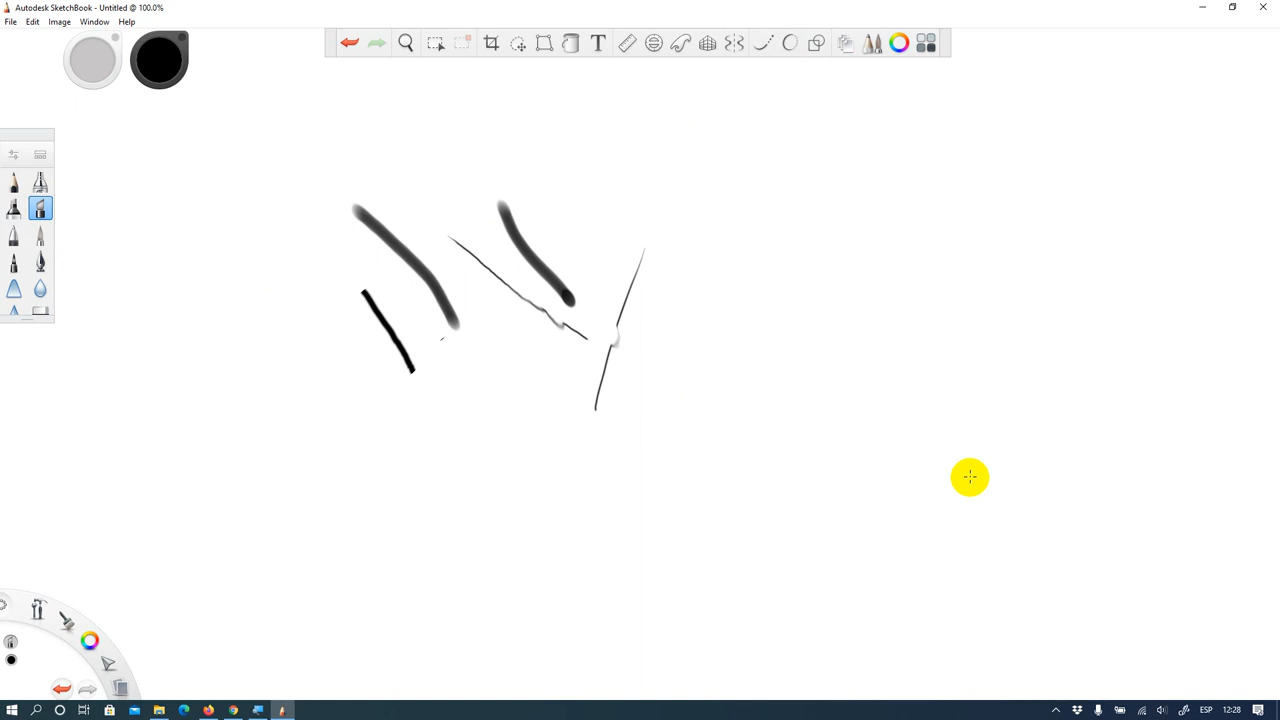 Autodesk SketchBook - Untitled @ 100.0%
File Edit Image Window Help
T
ESP 12:28